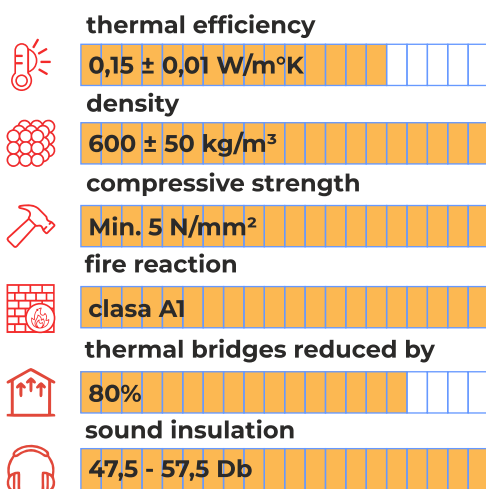 thermal efficiency
0,15 ± 0,01 W/m°K
density
600 ± 50 kg/m³
compressive strength
Min. 5 N/mm²
fire reaction
clasa A1
thermal bridges reduced by
80%
sound insulation
47,5 - 57,5 Db